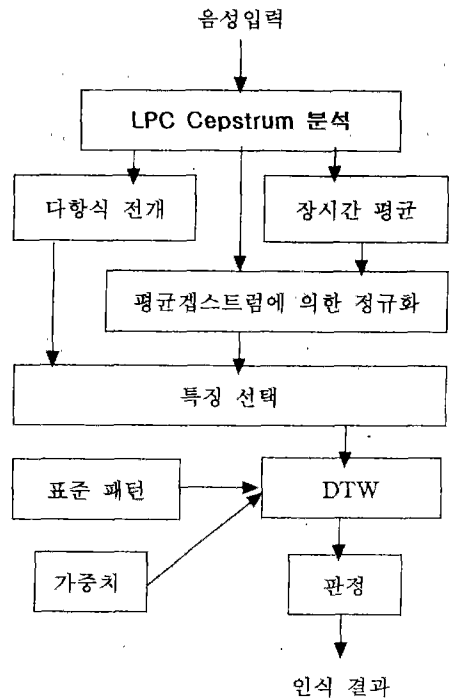 음성입력
LPC Cepstrum 분석
다항식 전개
장시간 평균
평균켑스트럼에 의한 정규화
특징 선택
표준 패턴
DTW
가중치
판정
인식 결과